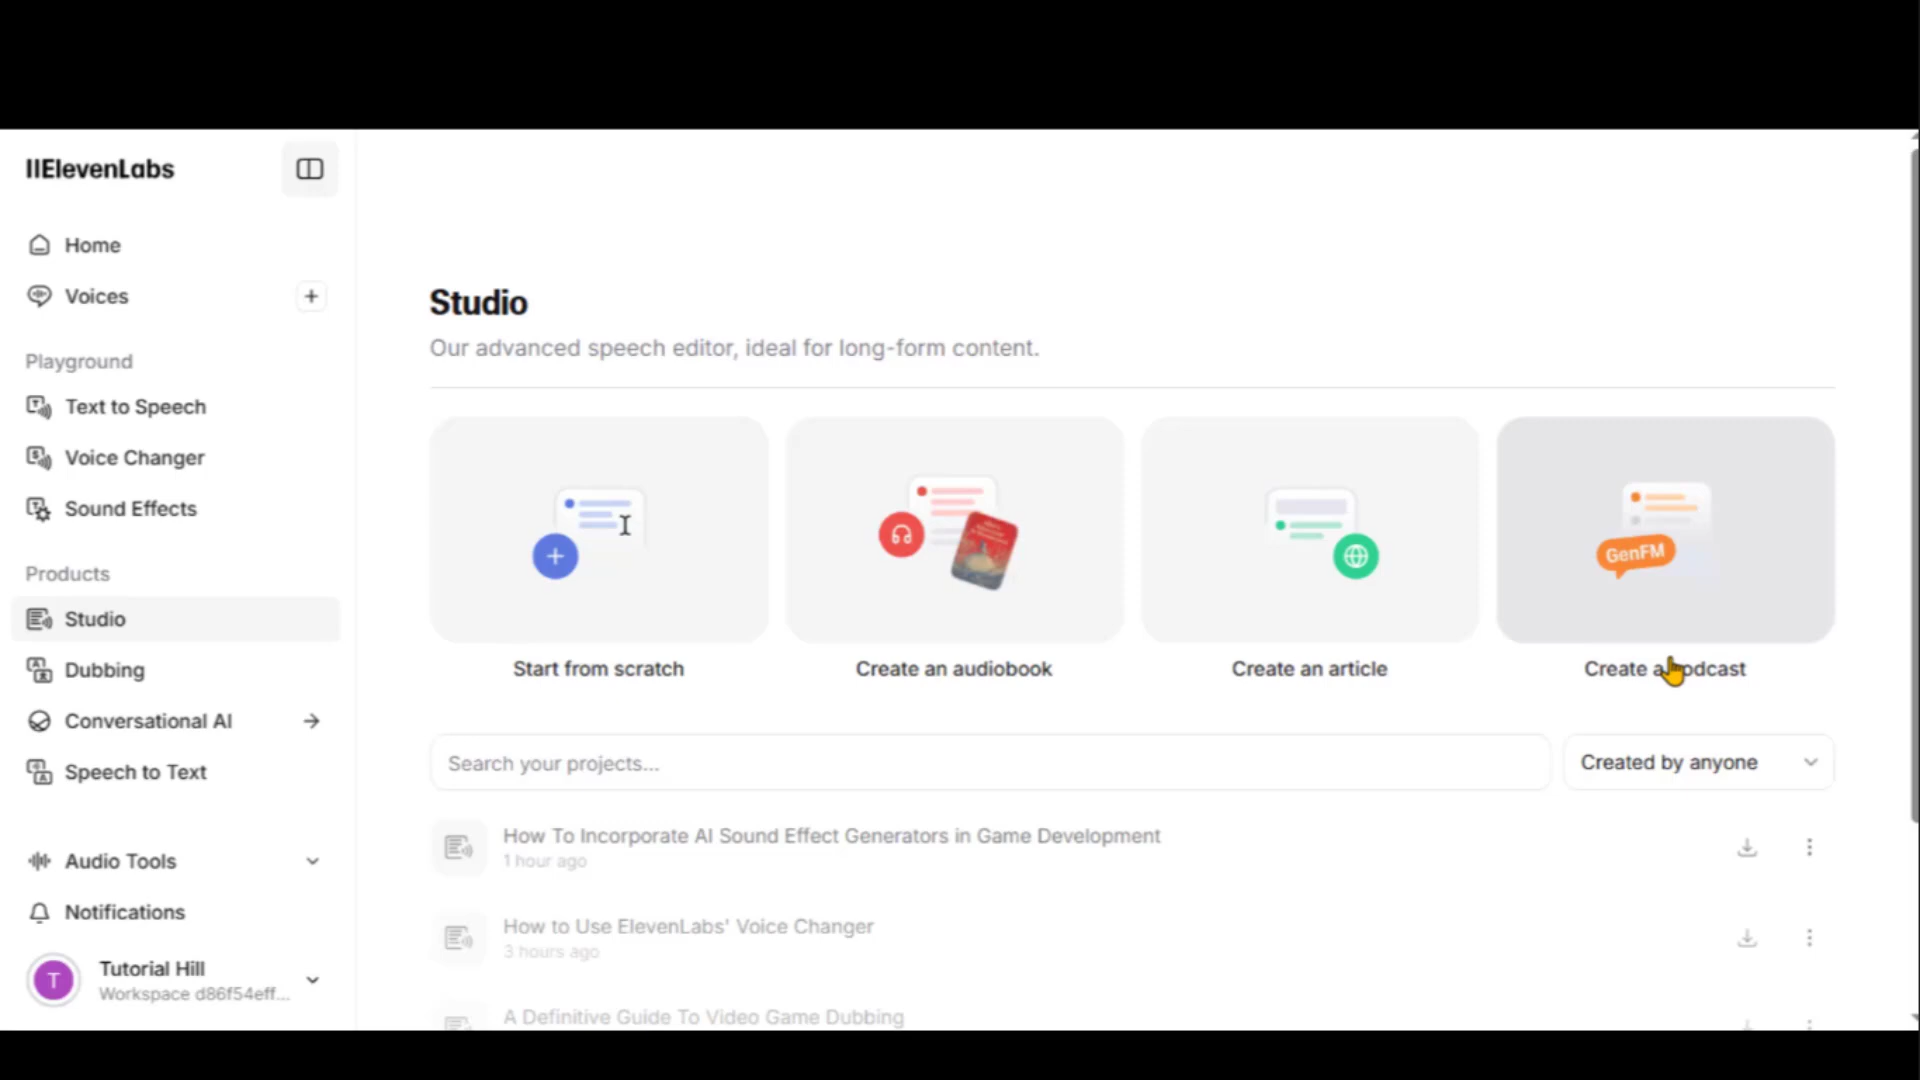 IIElevenLabs
Home
Voices
Playground
Text to Speech
Voice Changer
Sound Effects
Products
Studio
Dubbing
Conversational AI
Speech to Text
Audio Tools
Notifications
T
Tutorial Hill
Workspace d86f54eff...
Studio
Our advanced speech editor, ideal for long-form content.
GenFM
Start from scratch
Create an audiobook
Create an article
Create a podcast
Search your projects...
Created by anyone
How To Incorporate AI Sound Effect Generators in Game Development
1 hour ago
How to Use ElevenLabs' Voice Changer
3 hours ago
A Definitive Guide To Video Game Dubbing